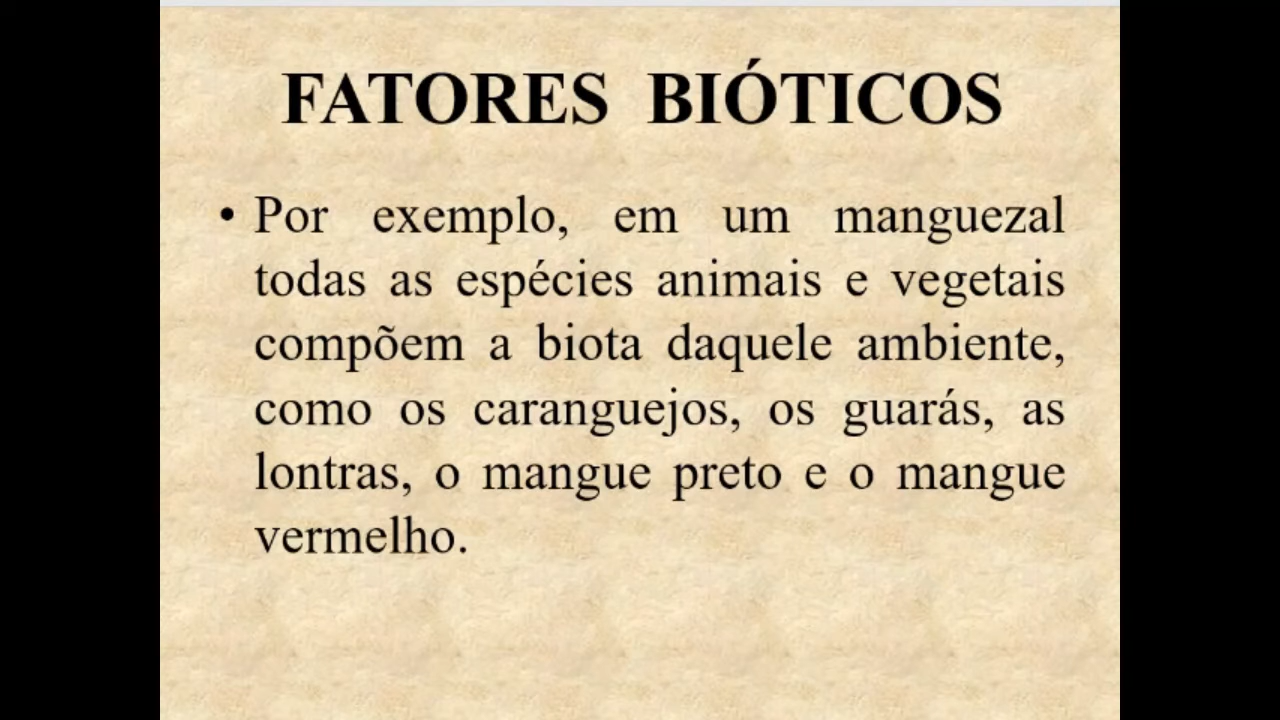 FATORES BIÓTICOS
• Por exemplo, em um manguezal
todas as espécies animais e vegetais
compõem a biota daquele ambiente,
como os caranguejos, os guarás, as
lontras, o mangue preto e o mangue
vermelho.